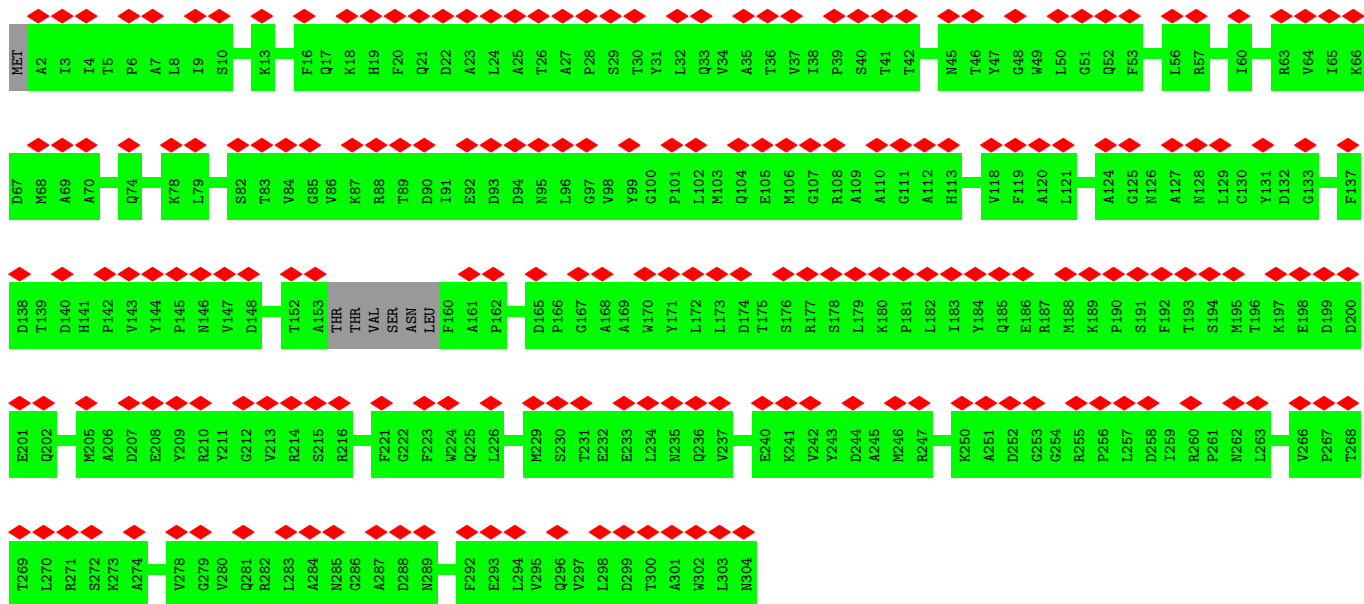 MET A2 I3 I4 T5 P6 A7 L8 I9 S10 K13 F16 Q17 K18 H19 F20 Q21 D22 A23 L24 A25 T26 A27 P28 S29 T30 Y31 L32 Q33 V34 A35 T36 V37 I38 P39 S40 T41 T42 N45 T46 Y47 G48 W49 L50 G51 Q52 F53 L56 R57 I60 R63 V64 I65 K66
D67 M68 A69 A70 Q74 K78 L79 S82 T83 V84 G85 V86 K87 R88 T89 D90 I91 E92 D93 D94 N95 L96 G97 V98 Y99 G100 P101 L102 M103 Q104 E105 M106 G107 R108 A109 A110 G111 A112 H113 V118 F119 A120 L121 A124 G125 N126 A127 N128 L129 C130 Y131 D132 G133 F137
D138 T139 D140 H141 P142 V143 Y144 P145 N146 V147 D148 T152 A153 THR THR VAL SER ASN LEU F160 A161 P162 D165 P166 G167 A168 A169 W170 Y171 L172 L173 D174 T175 S176 R177 S178 L179 K180 P181 L182 I183 Y184 Q185 E186 R187 M188 K189 P190 S191 F192 T193 S194 M195 T196 K197 E198 D199 D200
E201 Q202 M205 A206 D207 E208 Y209 R210 Y211 G212 V213 R214 S215 R216 F221 G222 F223 W224 Q225 L226 M229 S230 T231 E232 E233 L234 N235 Q236 V237 E240 K241 V242 Y243 D244 A245 M246 R247 K250 A251 D252 G253 G254 R255 P256 L257 D258 I259 R260 P261 N262 L263 V266 P267 T268
T269 L270 R271 S272 K273 A274 V278 G279 V280 Q281 R282 L283 A284 N285 G286 A287 D288 N289 F292 E293 L294 V295 Q296 V297 L298 D299 T300 A301 W302 L303 N304